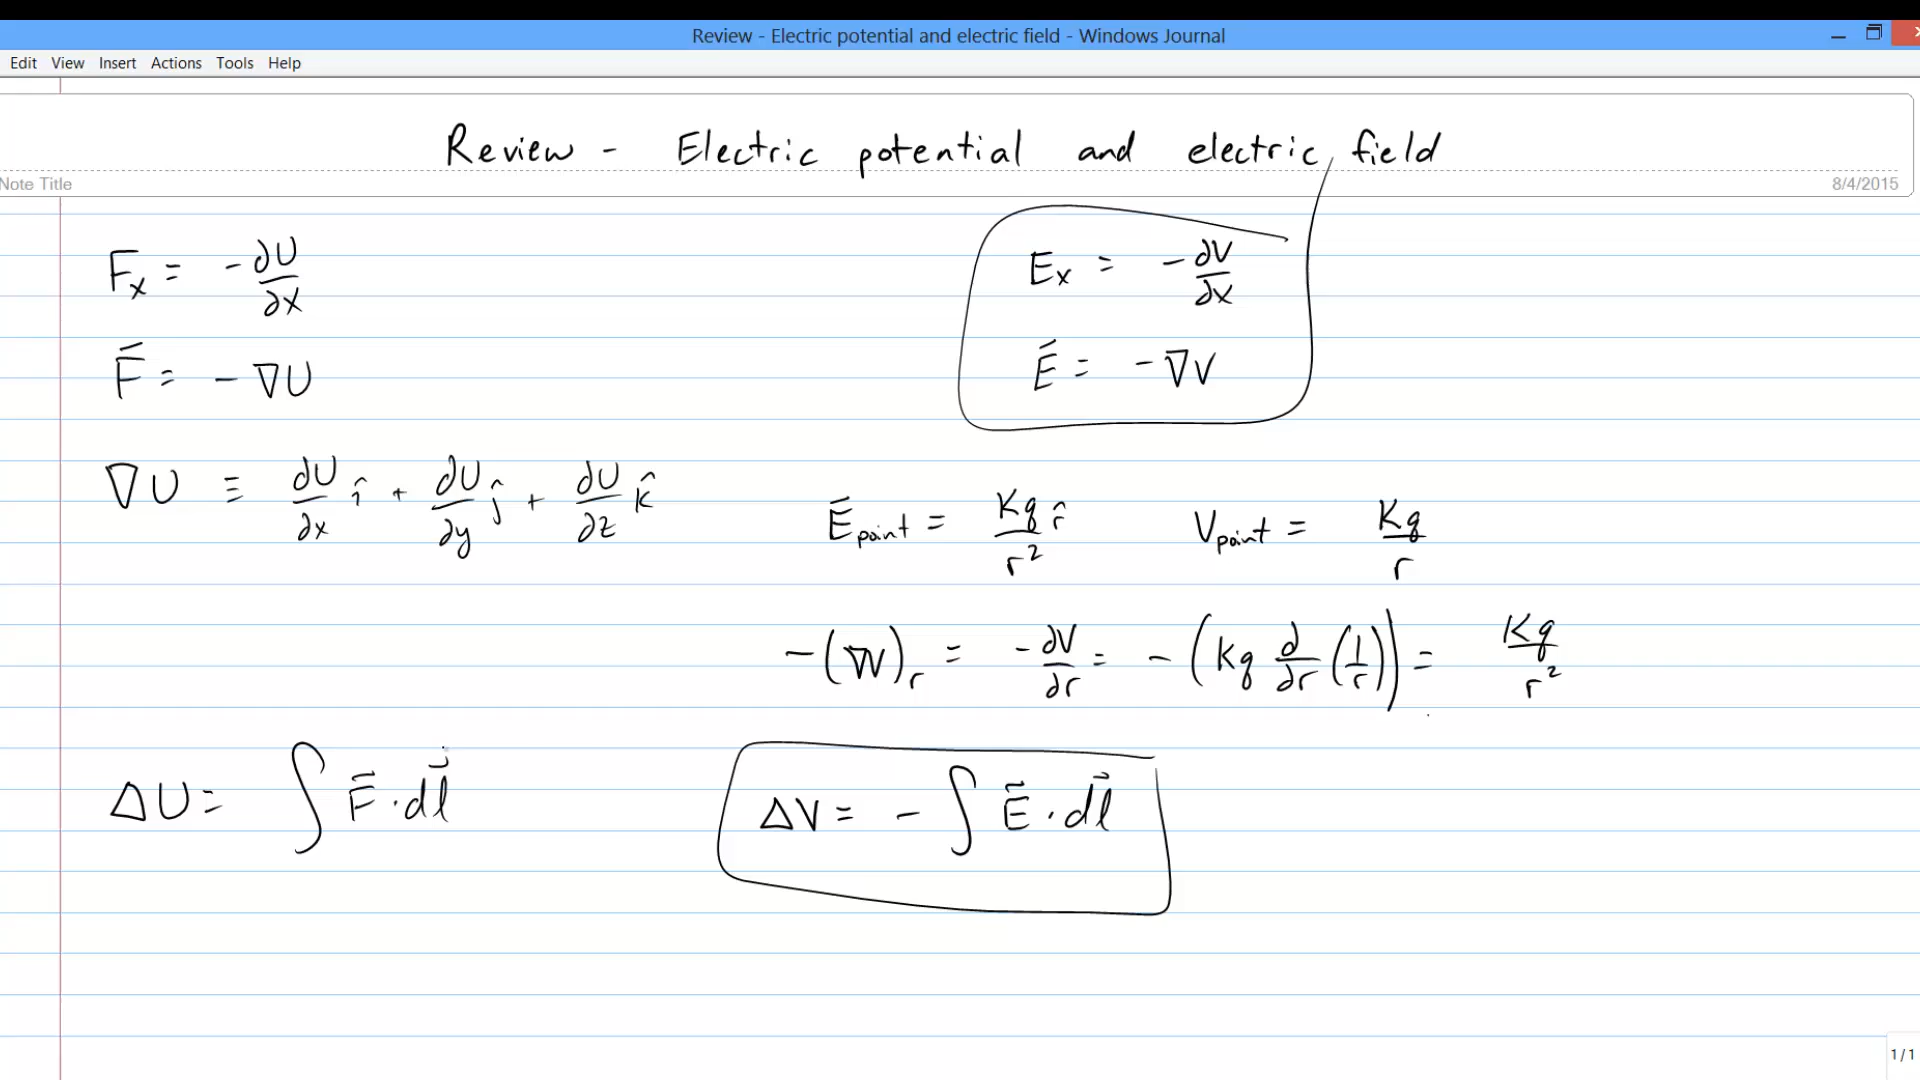 Review - Electric potential and electric field - Windows Journal
Edit View Insert Actions Tools Help
Review - Electric potential and electric field
Note Title 8/4/2015
Fₓ = -∂U/∂x
Eₓ = -∂V/∂x
F̄ = -∇U
Ē = -∇V
∇U ≡ ∂U/∂x î + ∂U/∂y ĵ + ∂U/∂z k̂
Ē point = Kq/r² r̂ V point = Kq/r
-(∇V)r = -∂V/∂r = -(Kq ∂/∂r (1/r)) = Kq/r²
ΔU = ∫ F̄ · dl⃗
ΔV = - ∫ Ē · dl⃗
1/1